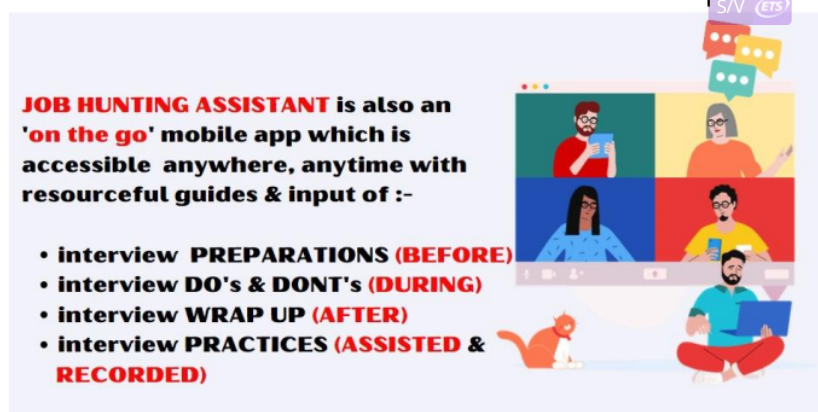 S/V ETS
JOB HUNTING ASSISTANT is also an
'on the go' mobile app which is
accessible anywhere, anytime with
resourceful guides & input of :-
• interview PREPARATIONS (BEFORE)
• interview DO's & DONT's (DURING)
• interview WRAP UP (AFTER)
• interview PRACTICES (ASSISTED &
RECORDED)